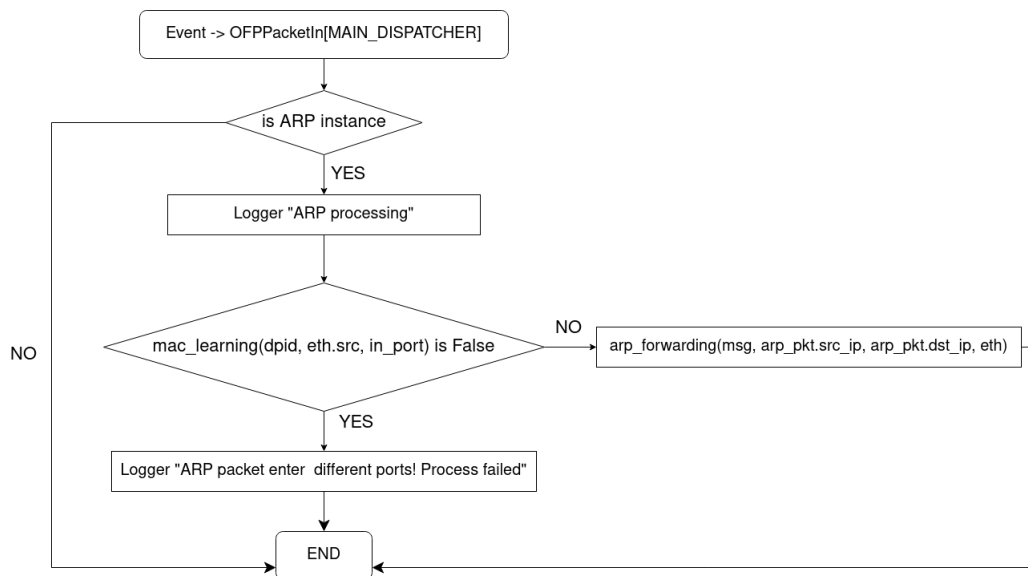 Event -> OFPPacketIn[MAIN_DISPATCHER]
is ARP instance
YES
Logger "ARP processing"
NO
mac_learning(dpid, eth.src, in_port) is False
NO
arp_forwarding(msg, arp_pkt.src_ip, arp_pkt.dst_ip, eth)
YES
Logger "ARP packet enter  different ports! Process failed"
END